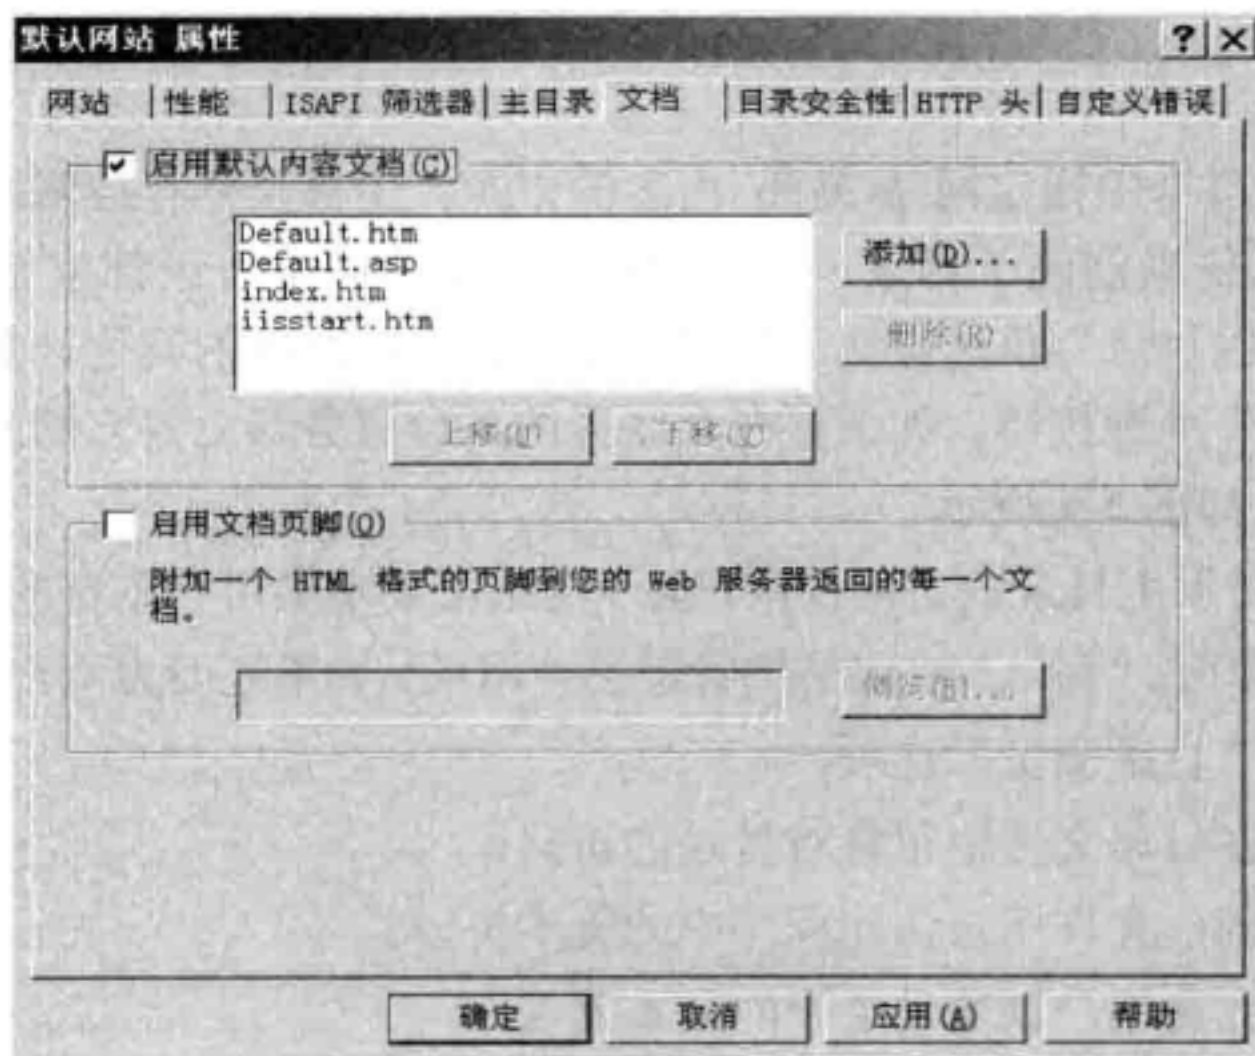 默认网站 属性
网站 性能 ISAPI 筛选器 主目录 文档 目录安全性 HTTP 头 自定义错误
启用默认内容文档(C)
Default.htm
Default.asp
index.htm
iisstart.htm
添加(D)...
删除(R)
上移(U)
下移(V)
启用文档页脚(O)
附加一个 HTML 格式的页脚到您的 Web 服务器返回的每一个文
档。
浏览(B)...
确定 取消 应用(A) 帮助